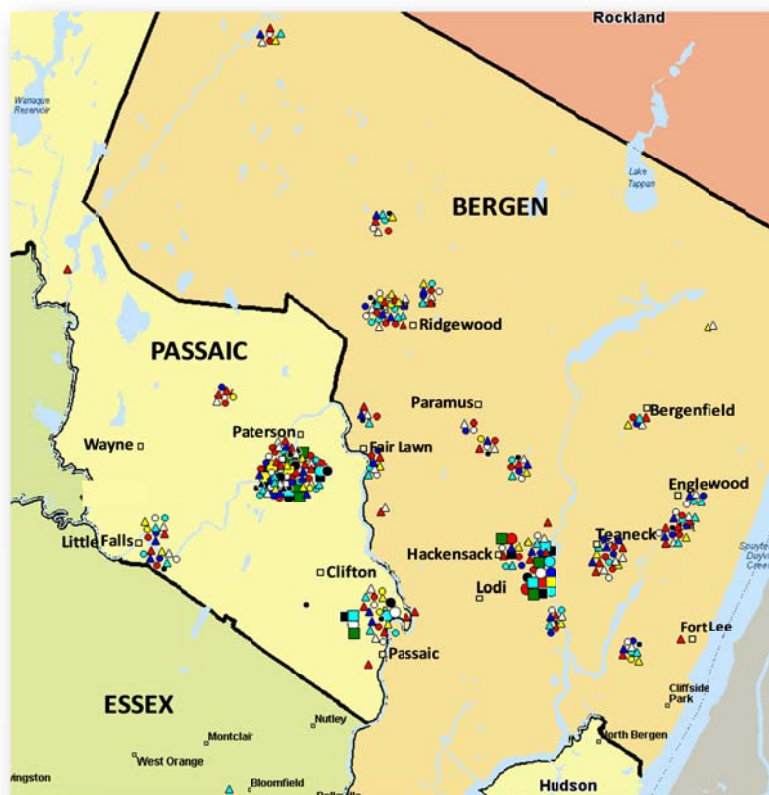 Rockland
Wanaque
Reservoir
Lake
Tappan
BERGEN
Ridgewood
PASSAIC
Paramus
Bergenfield
Paterson
Wayne
Fair Lawn
Englewood
Little Falls
Hackensack
Teaneck
Clifton
Lodi
Fort Lee
Passaic
ESSEX
Cliffside
Park
Nutley
Montclair
North Bergen
West Orange
Bloomfield
Hudson